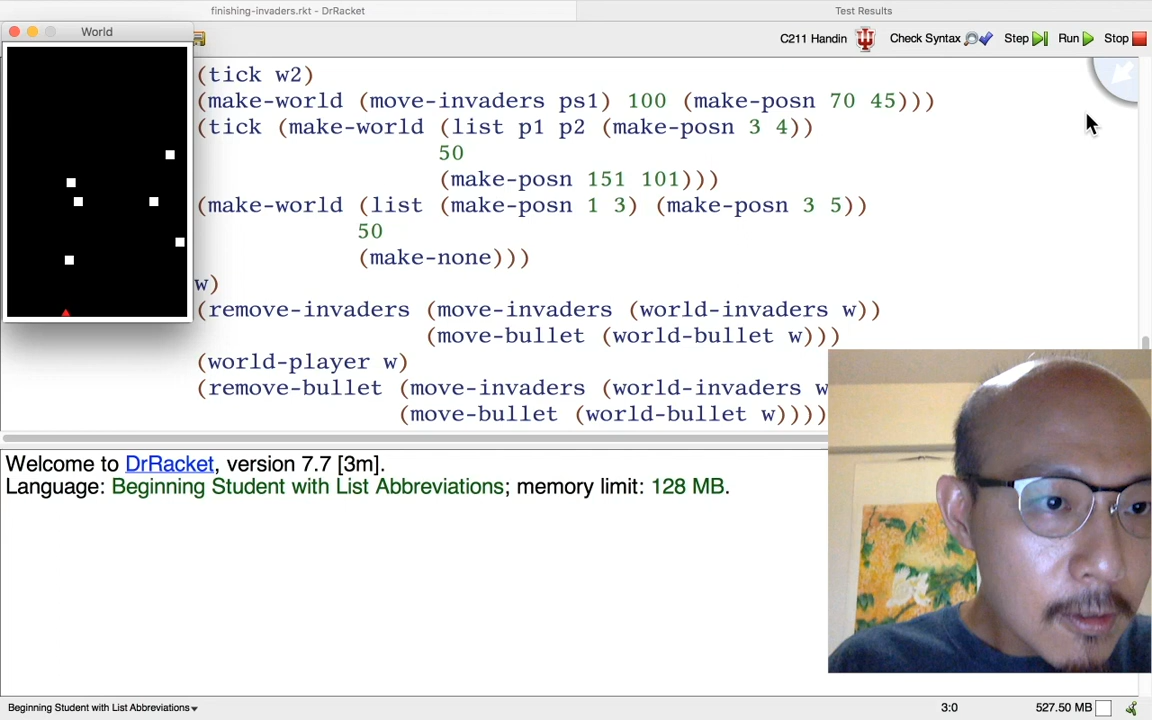 finishing-invaders.rkt - DrRacket
Test Results
World
C211 Handin
Check Syntax
Step
Run
Stop
(tick w2)
(make-world (move-invaders ps1) 100 (make-posn 70 45)))
(tick (make-world (list p1 p2 (make-posn 3 4))
50
(make-posn 151 101)))
(make-world (list (make-posn 1 3) (make-posn 3 5))
50
(make-none)))
w)
(remove-invaders (move-invaders (world-invaders w))
(move-bullet (world-bullet w)))
(world-player w)
(remove-bullet (move-invaders (world-invaders w
(move-bullet (world-bullet w))))
Welcome to DrRacket, version 7.7 [3m].
Language: Beginning Student with List Abbreviations; memory limit: 128 MB.
Beginning Student with List Abbreviations
3:0
527.50 MB